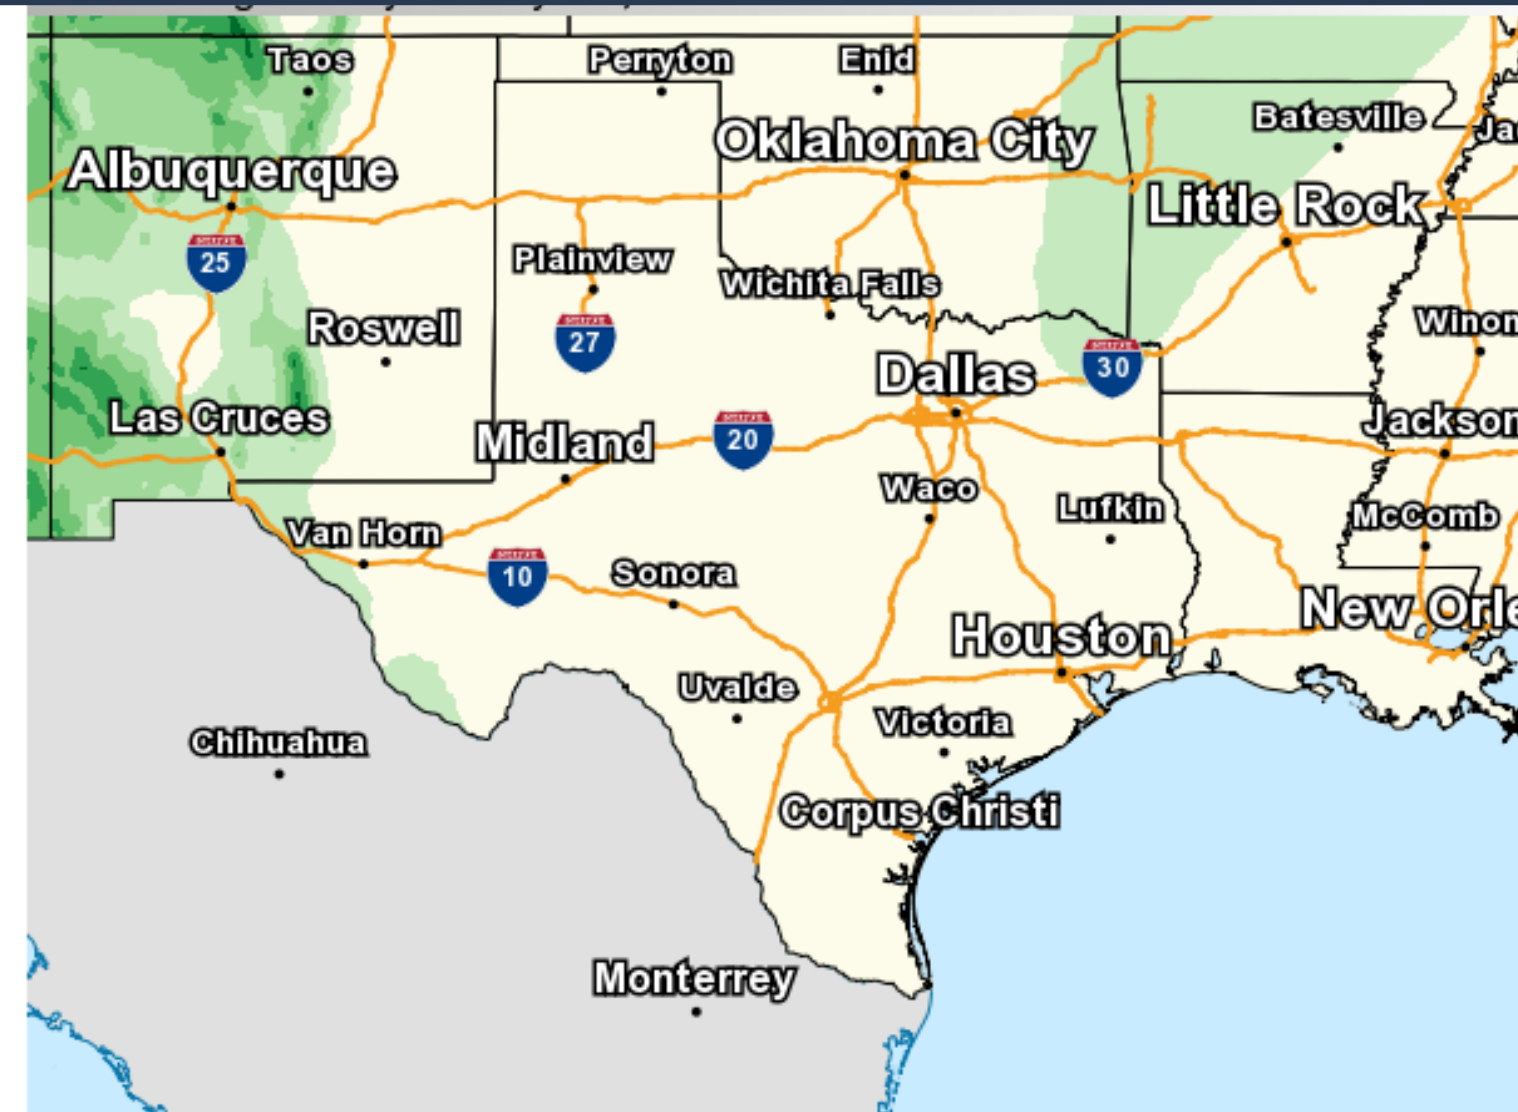 Taos
Perryton
Enid
Batesville
Oklahoma City
Albuquerque
Little Rock
25
Plainview
Wichita Falls
Roswell
27
Dallas
30
Las Cruces
Midland
20
Jackson
Waco
Lufkin
McComb
Van Horn
10
Sonora
Houston
New Orle
Uvalde
Victoria
Chihuahua
Corpus Christi
Monterrey